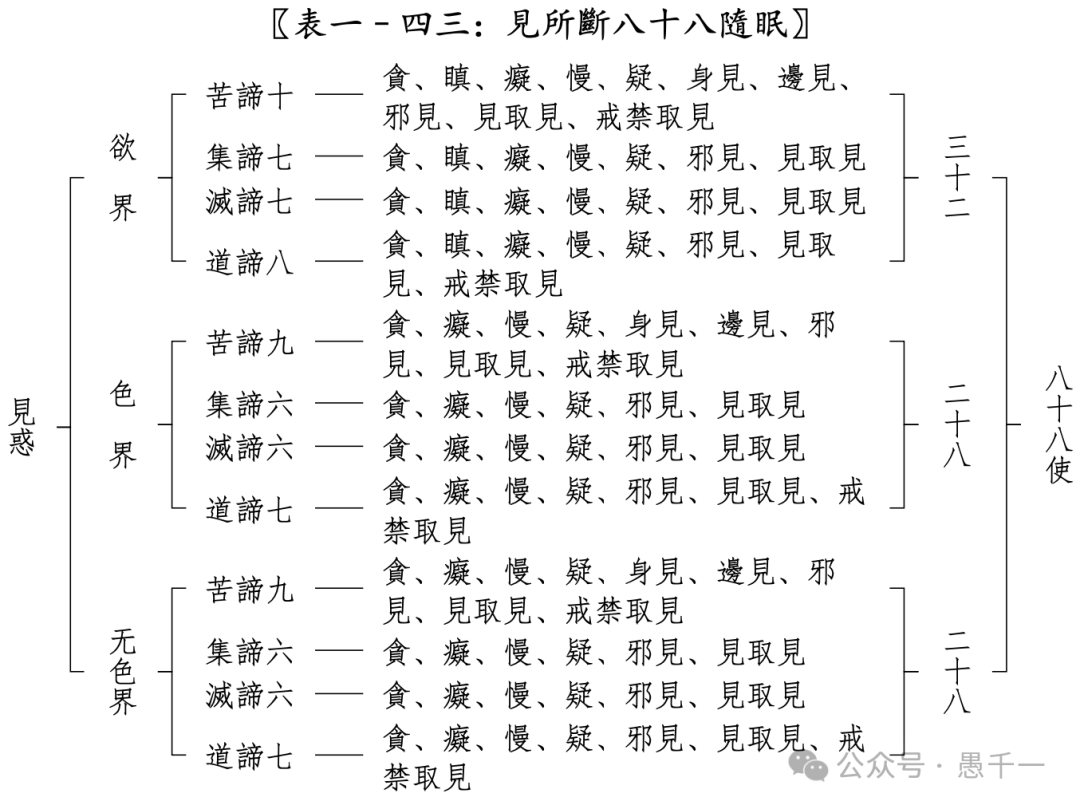 〖表一－四三：見所斷八十八隨眠〗
見惑
欲界
苦諦十
貪、瞋、癡、慢、疑、身見、邊見、
邪見、見取見、戒禁取見
集諦七
貪、瞋、癡、慢、疑、邪見、見取見
滅諦七
貪、瞋、癡、慢、疑、邪見、見取見
道諦八
貪、瞋、癡、慢、疑、邪見、見取
見、戒禁取見
三十二
色界
苦諦九
貪、癡、慢、疑、身見、邊見、邪
見、見取見、戒禁取見
集諦六
貪、癡、慢、疑、邪見、見取見
滅諦六
貪、癡、慢、疑、邪見、見取見
道諦七
貪、癡、慢、疑、邪見、見取見、戒
禁取見
二十八
无色界
苦諦九
貪、癡、慢、疑、身見、邊見、邪
見、見取見、戒禁取見
集諦六
貪、癡、慢、疑、邪見、見取見
滅諦六
貪、癡、慢、疑、邪見、見取見
道諦七
貪、癡、慢、疑、邪見、見取見、戒
禁取見
二十八
八十八使
公众号·愚千一